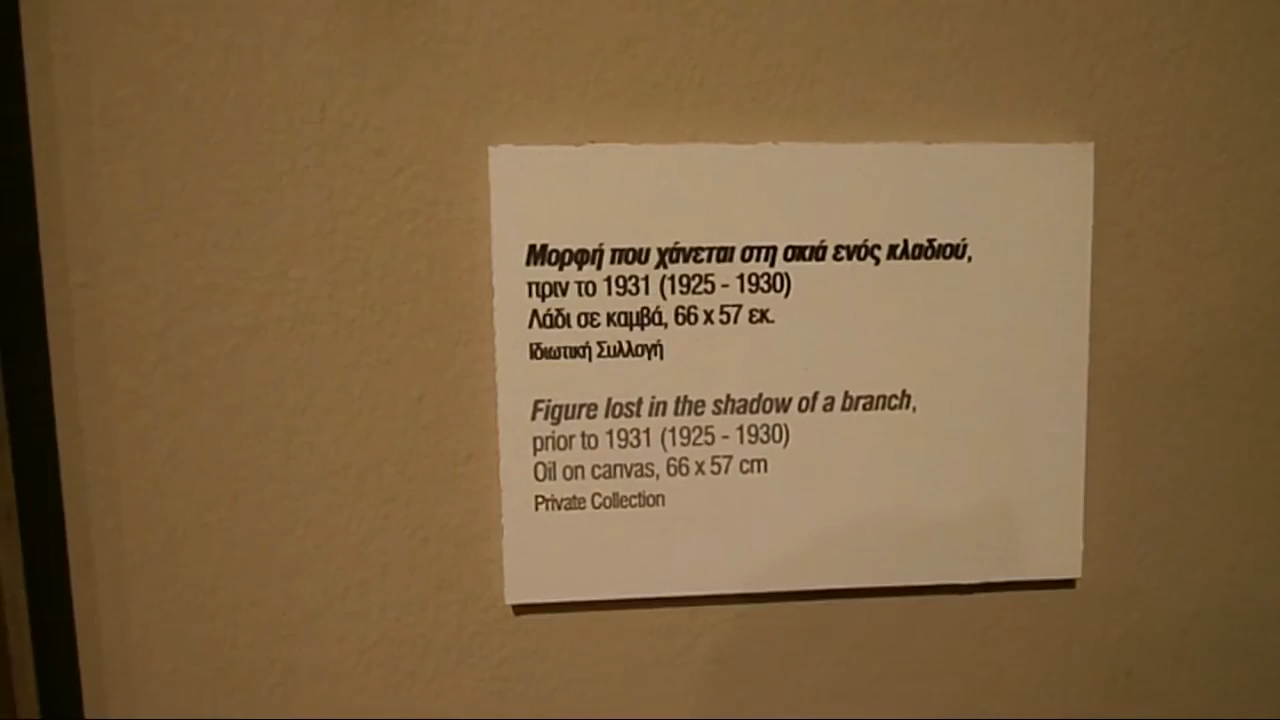 Μορφή που χάνεται στη σκιά ενός κλαδιού,
πριν το 1931 (1925 - 1930)
Λάδι σε καμβά, 66 x 57 εκ.
Ιδιωτική Συλλογή
Figure lost in the shadow of a branch,
prior to 1931 (1925 - 1930)
Oil on canvas, 66 x 57 cm
Private Collection